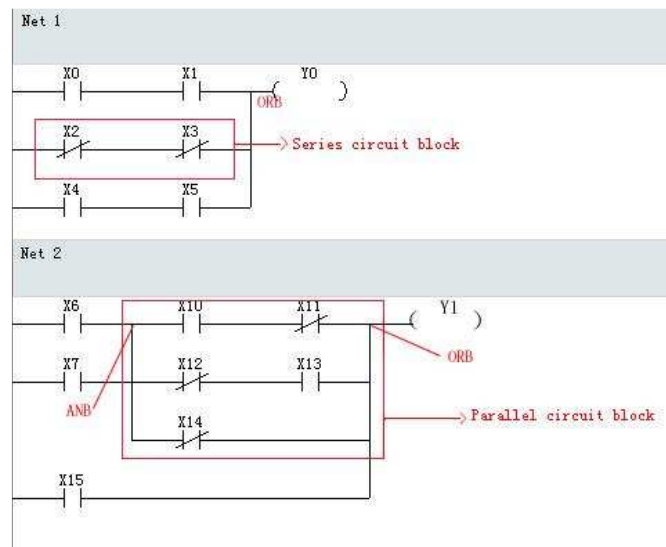 Net 1
X0 X1 Y0
ORB
X2 X3
Series circuit block
X4 X5
Net 2
X6 X10 X11 Y1
ORB
X7 X12 X13
ANB
X14
Parallel circuit block
X15